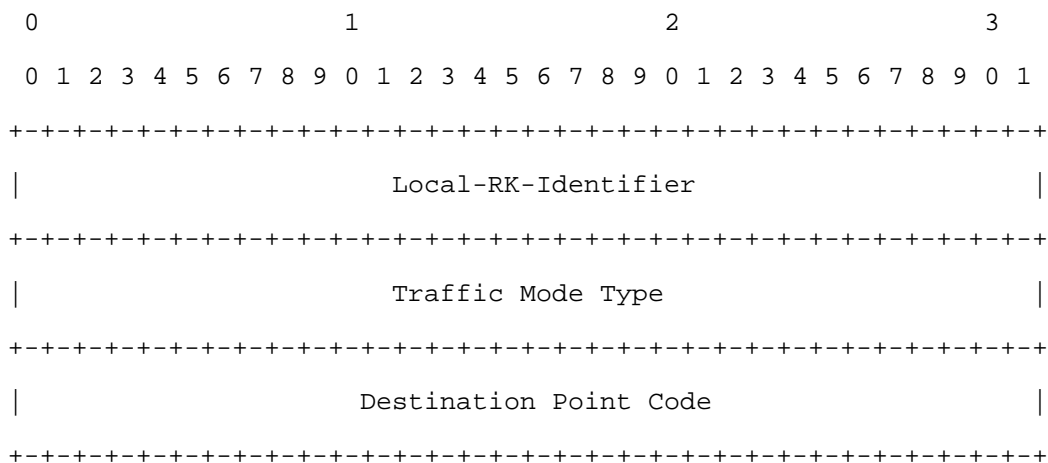 0                   1                   2                   3
 0 1 2 3 4 5 6 7 8 9 0 1 2 3 4 5 6 7 8 9 0 1 2 3 4 5 6 7 8 9 0 1
+-+-+-+-+-+-+-+-+-+-+-+-+-+-+-+-+-+-+-+-+-+-+-+-+-+-+-+-+-+-+-+-+
|                       Local-RK-Identifier                     |
+-+-+-+-+-+-+-+-+-+-+-+-+-+-+-+-+-+-+-+-+-+-+-+-+-+-+-+-+-+-+-+-+
|                       Traffic Mode Type                       |
+-+-+-+-+-+-+-+-+-+-+-+-+-+-+-+-+-+-+-+-+-+-+-+-+-+-+-+-+-+-+-+-+
|                     Destination Point Code                    |
+-+-+-+-+-+-+-+-+-+-+-+-+-+-+-+-+-+-+-+-+-+-+-+-+-+-+-+-+-+-+-+-+